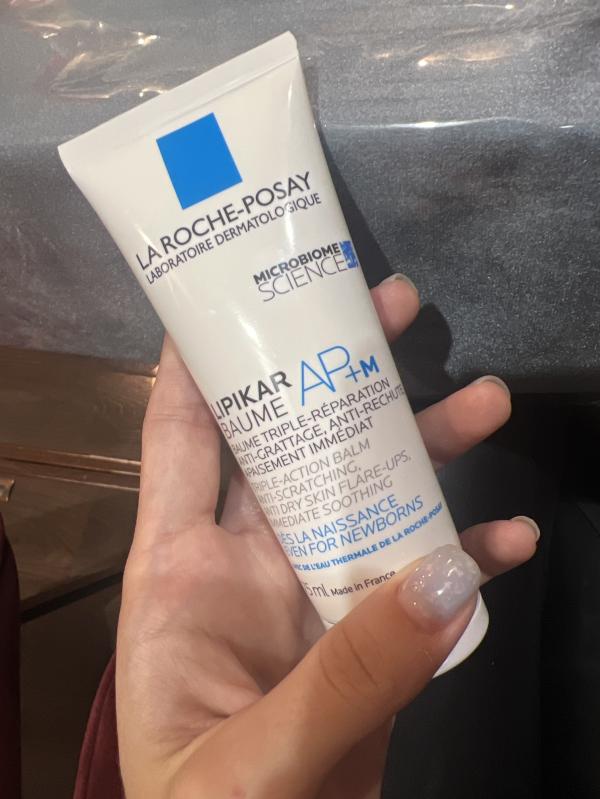 LA ROCHE-POSAY
LABORATOIRE DERMATOLOGIQUE
MICROBIOME
SCIENCE
LIPIKAR
BAUME AP+M
BAUME TRIPLE-RÉPARATION
ANTI-GRATTAGE, ANTI-RECHUTE
APAISEMENT IMMÉDIAT
TRIPLE-ACTION BALM
ANTI-SCRATCHING,
ANTI DRY SKIN FLARE-UPS,
IMMEDIATE SOOTHING
DÈS LA NAISSANCE
EVEN FOR NEWBORNS
DE L'EAU THERMALE DE LA ROCHE-POSAY
ml Made in France